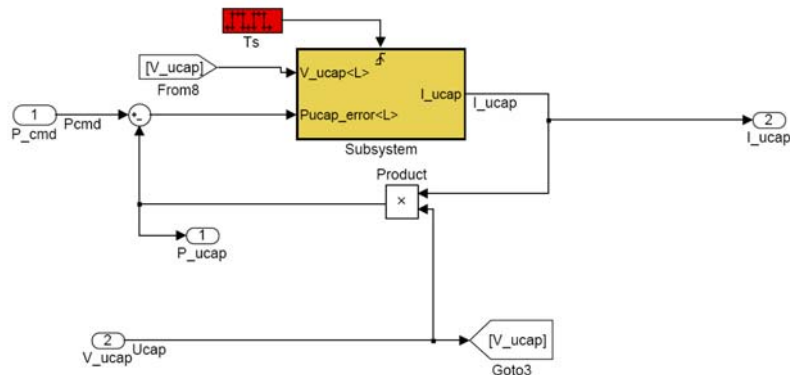 Ts
[V_ucap]
From8
V_ucap<L>
I_ucap
I_ucap
1
P_cmd
Pcmd
+
-
Pucap_error<L>
Subsystem
2
I_ucap
Product
×
1
P_ucap
2
V_ucap
Ucap
[V_ucap]
Goto3